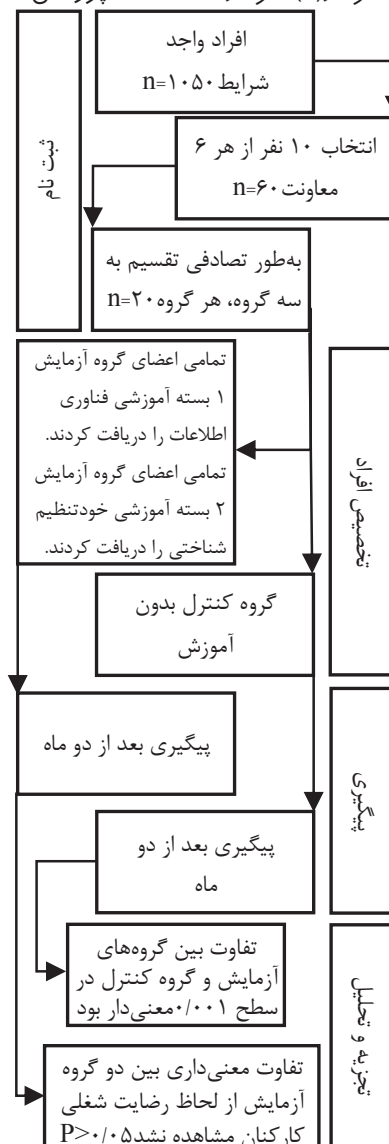 افراد واجد
شرایط n=۱۰۵۰
ثبت نام
انتخاب ۱۰ نفر از هر ۶
معاونت n=۶۰
به‌طور تصادفی تقسیم به
سه گروه، هر گروه n=۲۰
تخصیص افراد
تمامی اعضای گروه آزمایش
۱ بسته آموزشی فناوری
اطلاعات را دریافت کردند.
تمامی اعضای گروه آزمایش
۲ بسته آموزشی خودتنظیم
شناختی را دریافت کردند.
گروه کنترل بدون
آموزش
پیگیری
پیگیری بعد از دو ماه
پیگیری بعد از دو
ماه
تجزیه و تحلیل
تفاوت بین گروه‌های
آزمایش و گروه کنترل در
سطح ۰/۰۰۱معنی‌دار بود
تفاوت معنی‌داری بین دو گروه
آزمایش از لحاظ رضایت شغلی
کارکنان مشاهده نشدP>۰/۰۵